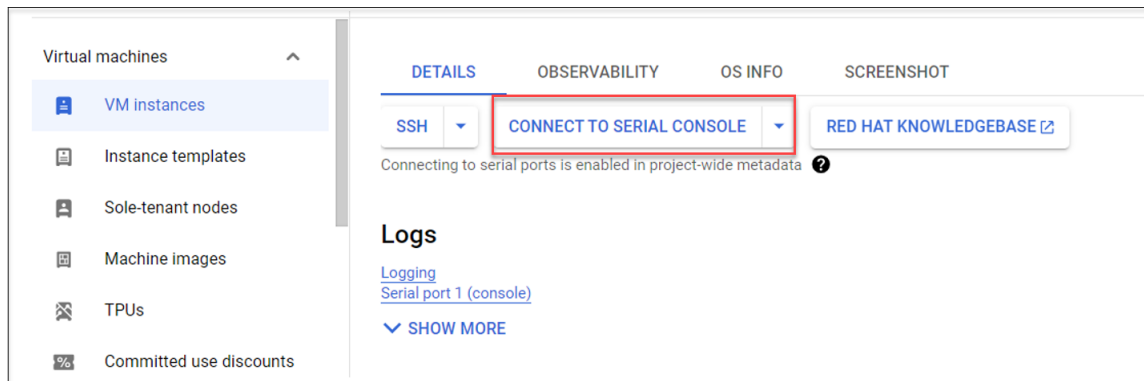 Virtual machines
VM instances
Instance templates
Sole-tenant nodes
Machine images
TPUs
% Committed use discounts
DETAILS OBSERVABILITY OS INFO SCREENSHOT
SSH CONNECT TO SERIAL CONSOLE RED HAT KNOWLEDGEBASE
Connecting to serial ports is enabled in project-wide metadata ?
Logs
Logging
Serial port 1 (console)
SHOW MORE